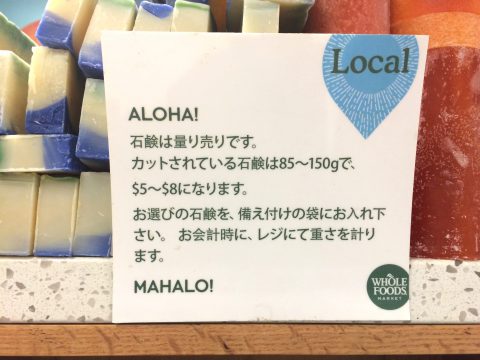 Local
ALOHA!
石鹸は量り売りです。
カットされている石鹸は85〜150gで、
$5〜$8になります。
お選びの石鹸を、備え付けの袋にお入れ下
さい。 お会計時に、レジにて重さを計り
ます。
MAHALO!
WHOLE
FOODS
MARKET